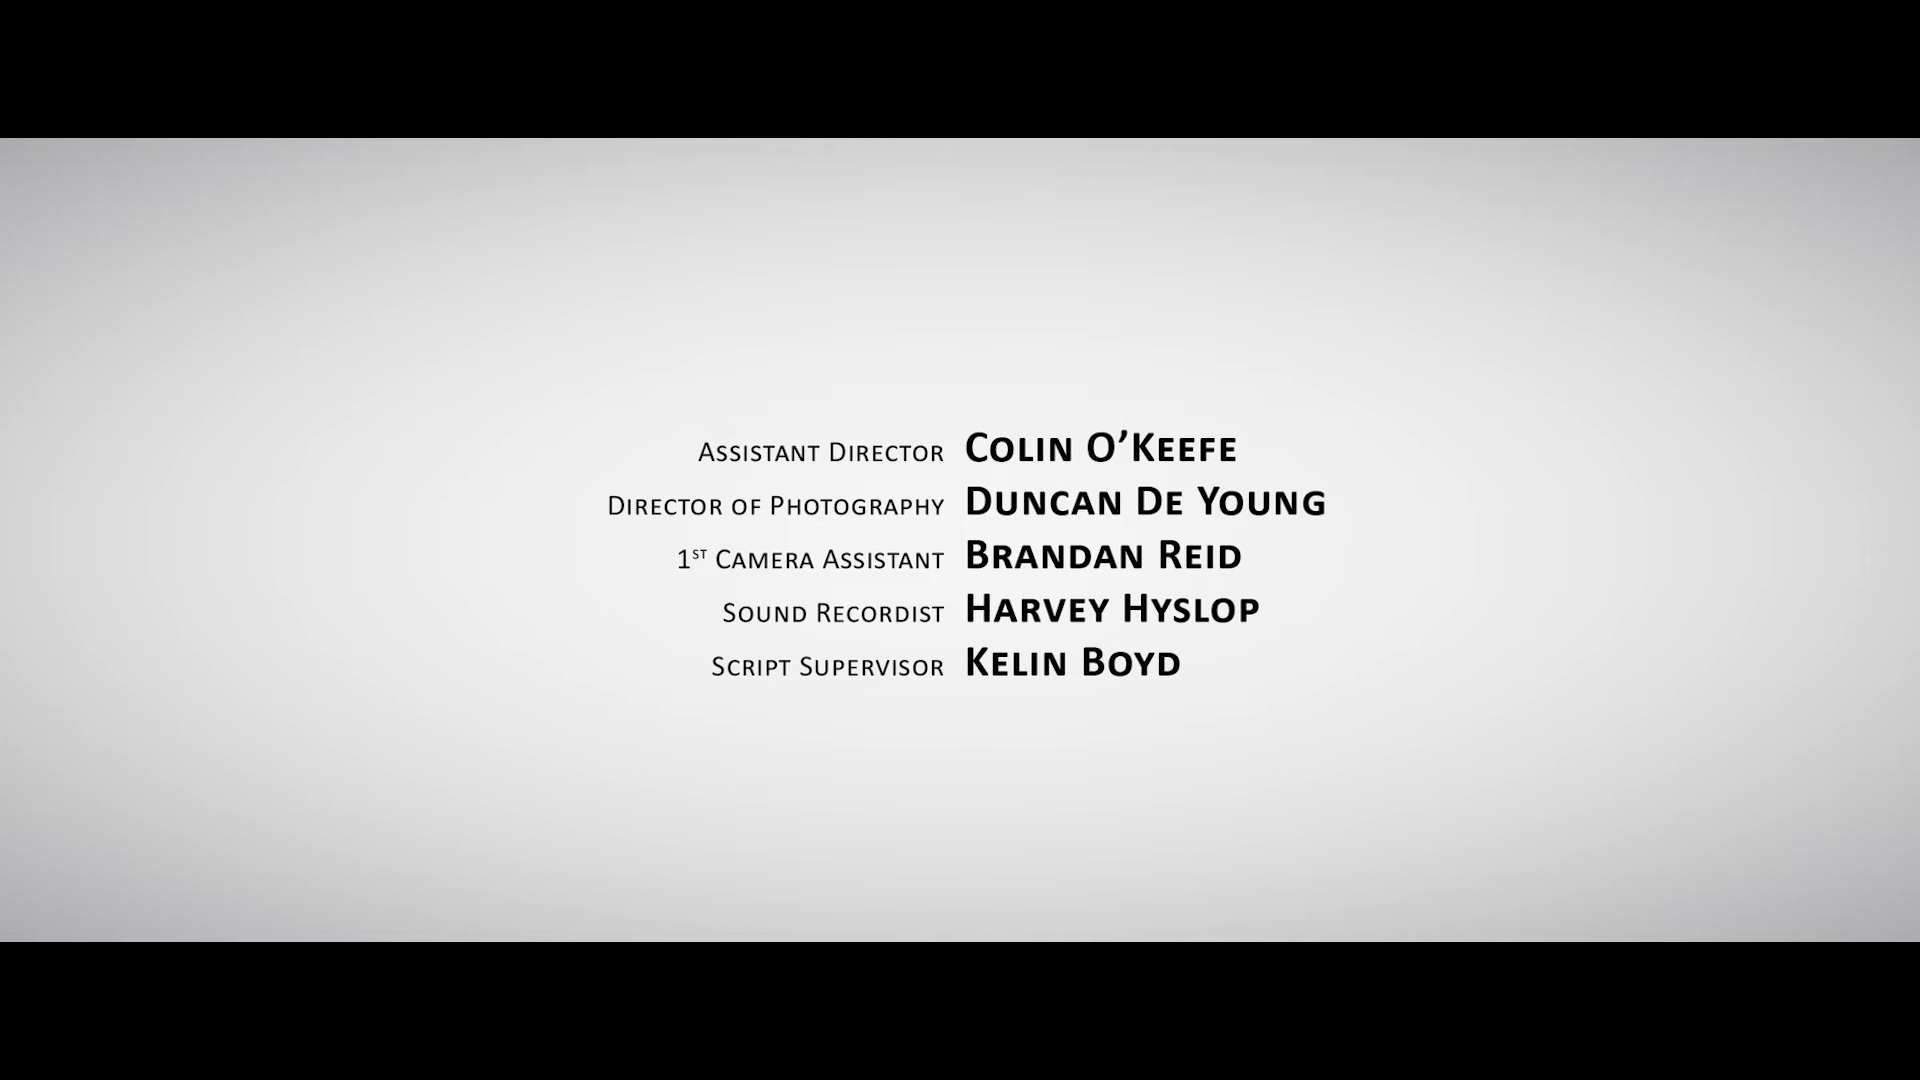 Assistant Director Colin O’Keefe
Director of Photography Duncan De Young
1st Camera Assistant Brandan Reid
Sound Recordist Harvey Hyslop
Script Supervisor Kelin Boyd